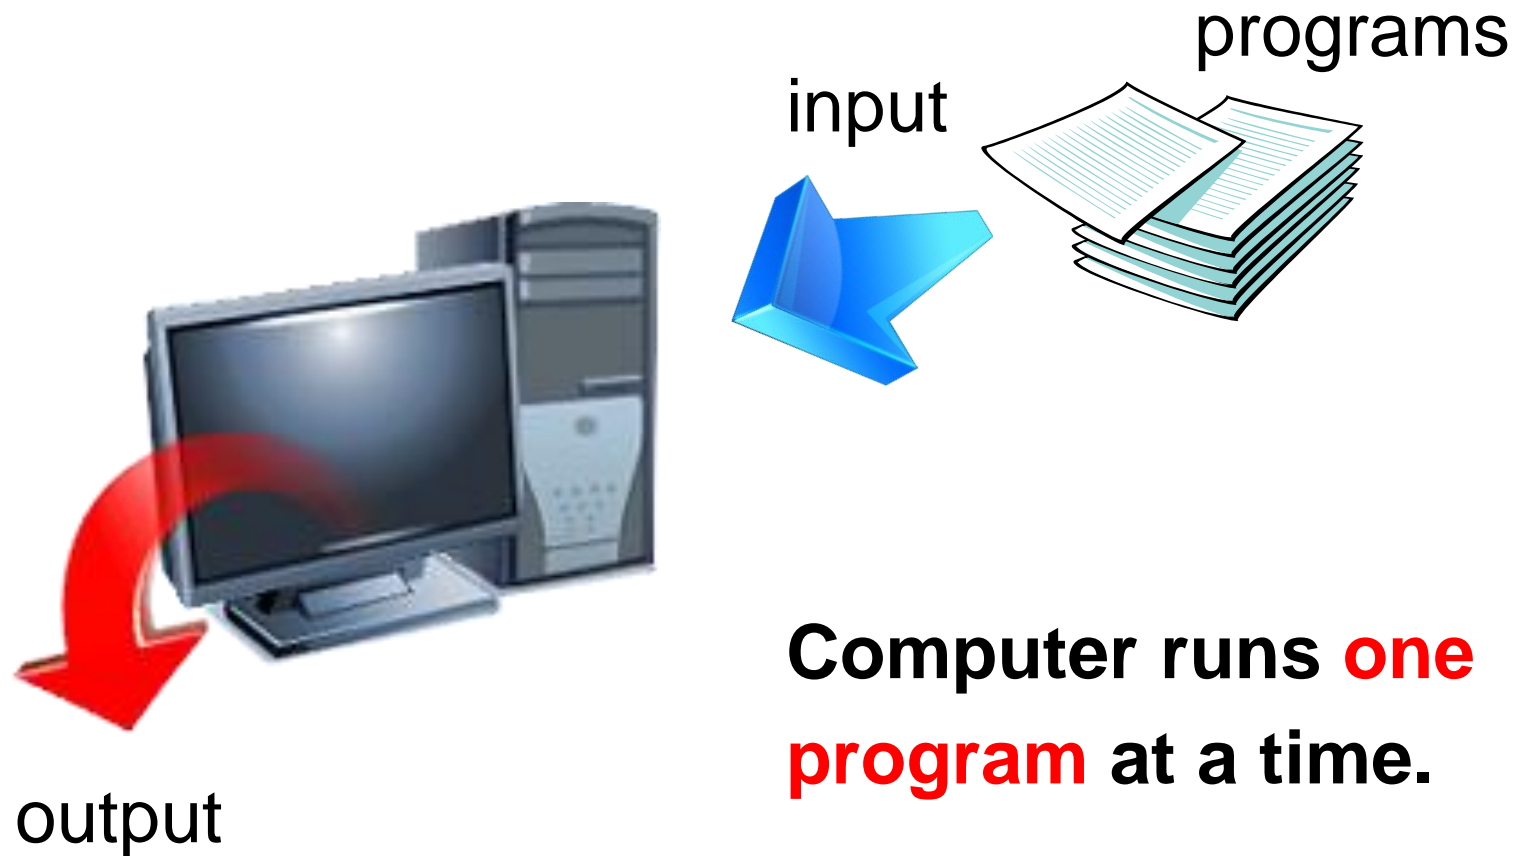 programs
input
Computer runs one
program at a time.
output